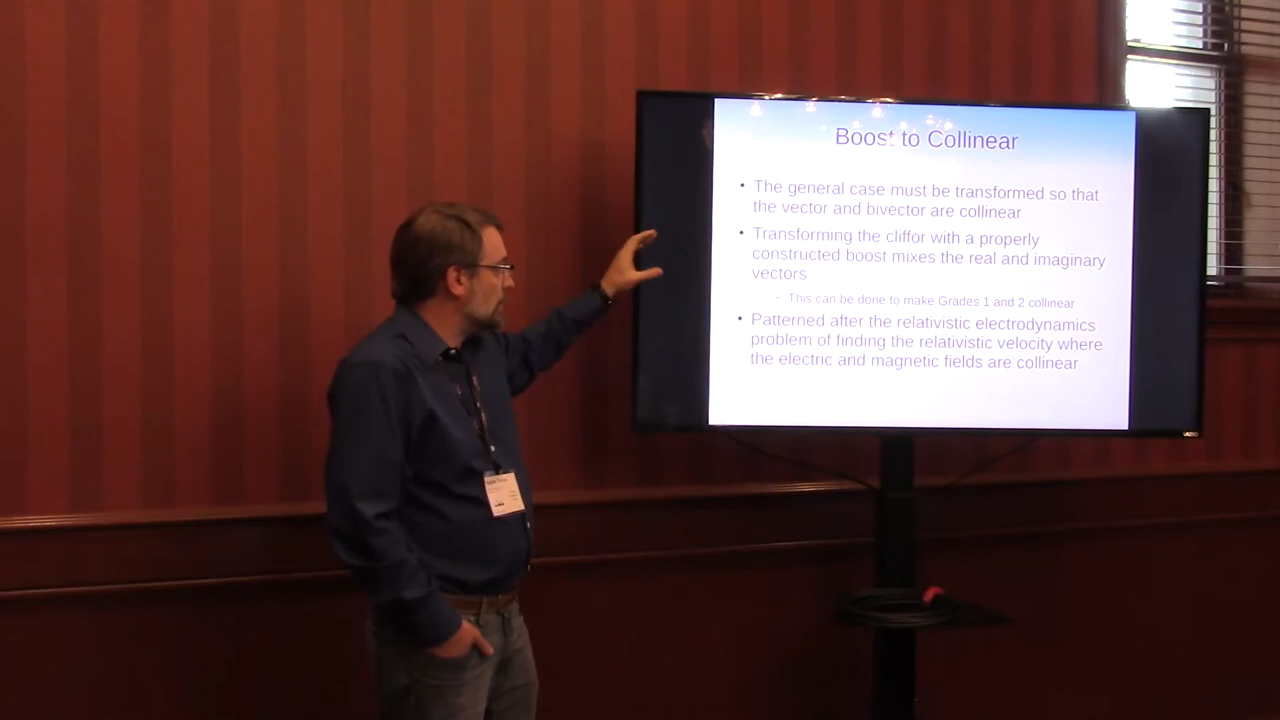 Boost to Collinear
• The general case must be transformed so that
the vector and bivector are collinear
• Transforming the cliffor with a properly
constructed boost mixes the real and imaginary
vectors
– This can be done to make Grades 1 and 2 collinear
• Patterned after the relativistic electrodynamics
problem of finding the relativistic velocity where
the electric and magnetic fields are collinear
VIZIO